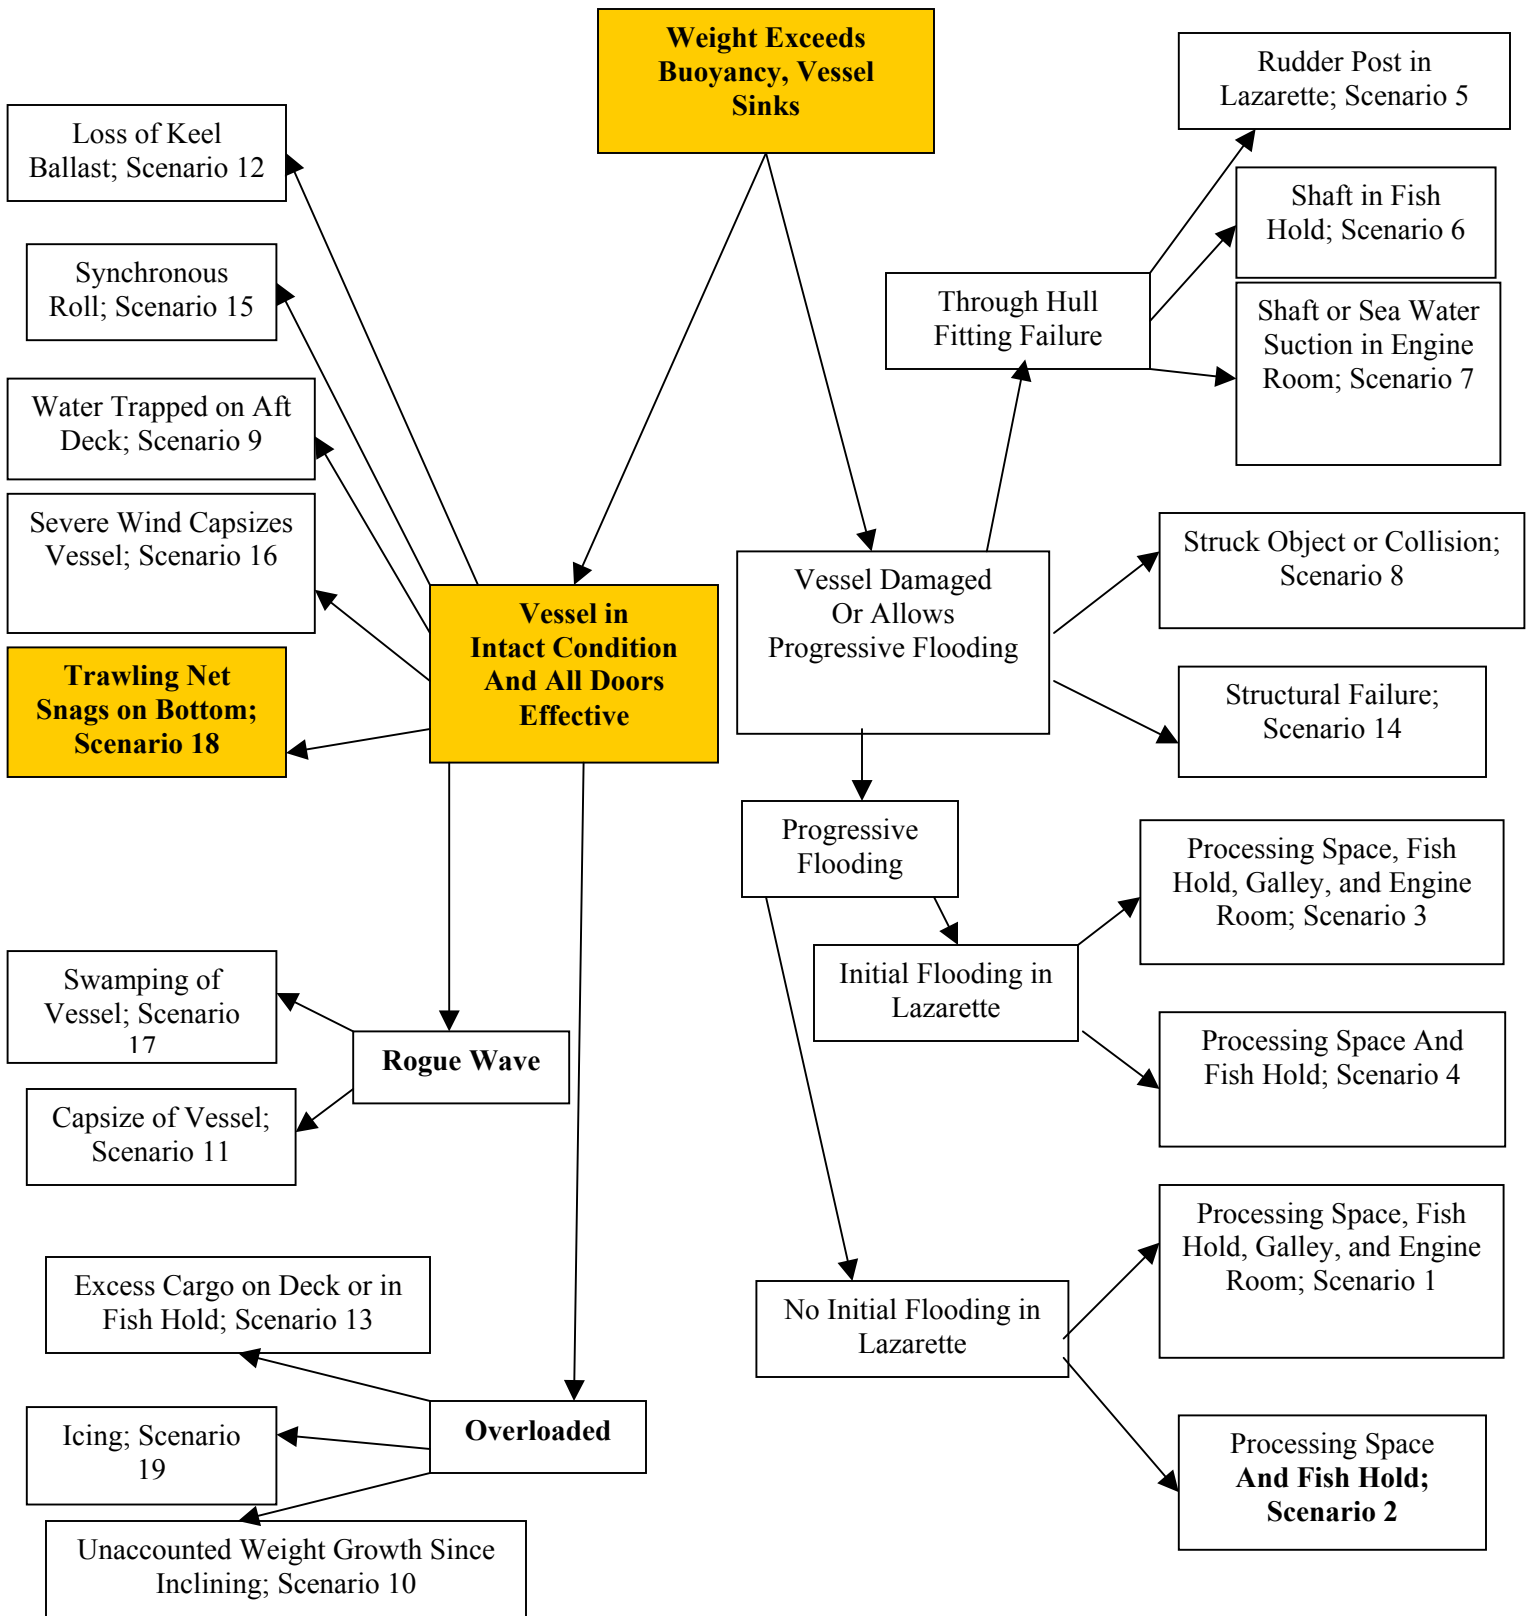 Weight Exceeds
Buoyancy, Vessel
Sinks
Rudder Post in
Lazarette; Scenario 5
Loss of Keel
Ballast; Scenario 12
Shaft in Fish
Hold; Scenario 6
Synchronous
Roll; Scenario 15
Through Hull
Fitting Failure
Shaft or Sea Water
Suction in Engine
Room; Scenario 7
Water Trapped on Aft
Deck; Scenario 9
Severe Wind Capsizes
Vessel; Scenario 16
Struck Object or Collision;
Scenario 8
Vessel Damaged
Or Allows
Progressive Flooding
Vessel in
Intact Condition
And All Doors
Effective
Trawling Net
Snags on Bottom;
Scenario 18
Structural Failure;
Scenario 14
Progressive
Flooding
Processing Space, Fish
Hold, Galley, and Engine
Room; Scenario 3
Initial Flooding in
Lazarette
Swamping of
Vessel; Scenario
17
Rogue Wave
Processing Space And
Fish Hold; Scenario 4
Capsize of Vessel;
Scenario 11
Processing Space, Fish
Hold, Galley, and Engine
Room; Scenario 1
Excess Cargo on Deck or in
Fish Hold; Scenario 13
No Initial Flooding in
Lazarette
Icing; Scenario
19
Overloaded
Processing Space
And Fish Hold;
Scenario 2
Unaccounted Weight Growth Since
Inclining; Scenario 10